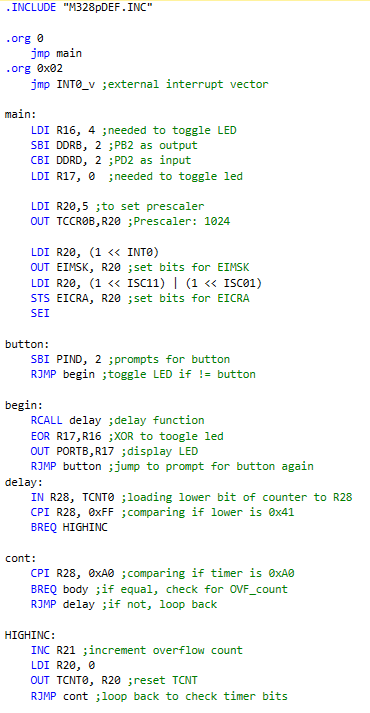 .INCLUDE "M328pDEF.INC"
.org 0
jmp main
.org 0x02
jmp INT0_v ;external interrupt vector
main:
LDI R16, 4 ;needed to toggle LED
SBI DDRB, 2 ;PB2 as output
CBI DDRD, 2 ;PD2 as input
LDI R17, 0 ;needed to toggle led
LDI R20,5 ;to set prescaler
OUT TCCR0B,R20 ;Prescaler: 1024
LDI R20, (1 << INT0)
OUT EIMSK, R20 ;set bits for EIMSK
LDI R20, (1 << ISC11) | (1 << ISC01)
STS EICRA, R20 ;set bits for EICRA
SEI
button:
SBI PIND, 2 ;prompts for button
RJMP begin ;toggle LED if != button
begin:
RCALL delay ;delay function
EOR R17,R16 ;XOR to toogle led
OUT PORTB,R17 ;display LED
RJMP button ;jump to prompt for button again
delay:
IN R28, TCNT0 ;loading lower bit of counter to R28
CPI R28, 0xFF ;comparing if lower is 0x41
BREQ HIGHINC
cont:
CPI R28, 0xA0 ;comparing if timer is 0xA0
BREQ body ;if equal, check for OVF_count
RJMP delay ;if not, loop back
HIGHINC:
INC R21 ;increment overflow count
LDI R20, 0
OUT TCNT0, R20 ;reset TCNT
RJMP cont ;loop back to check timer bits